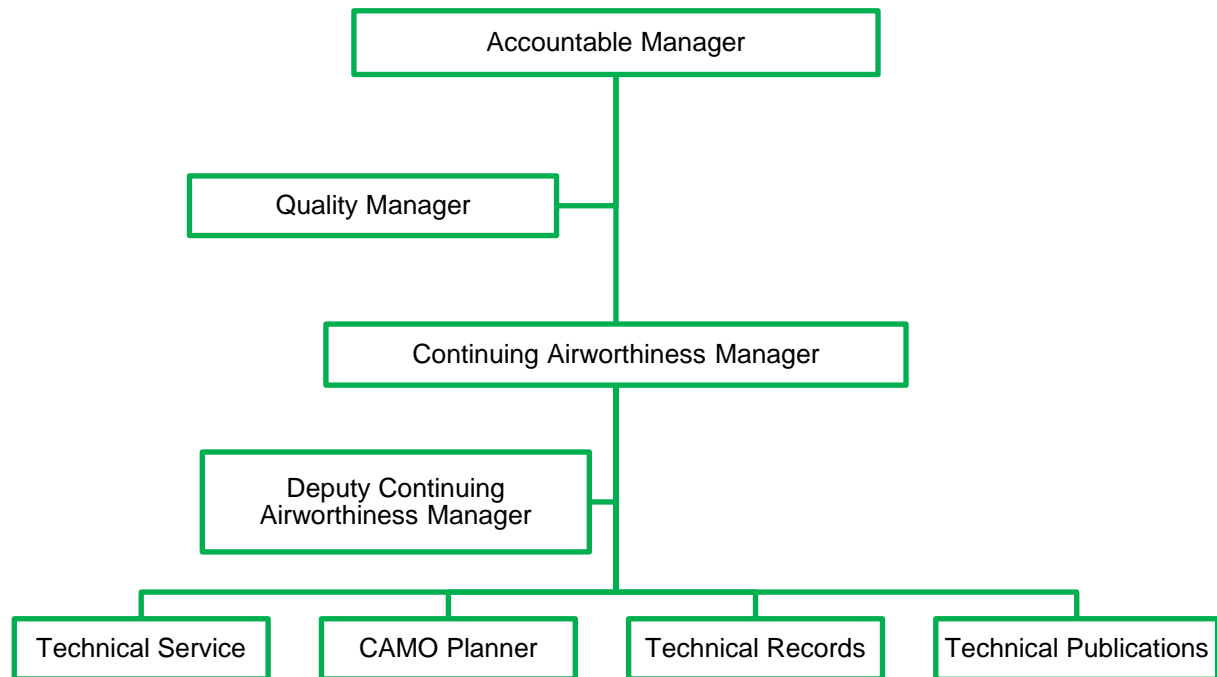 Accountable Manager
Quality Manager
Continuing Airworthiness Manager
Deputy Continuing
Airworthiness Manager
Technical Service
CAMO Planner
Technical Records
Technical Publications